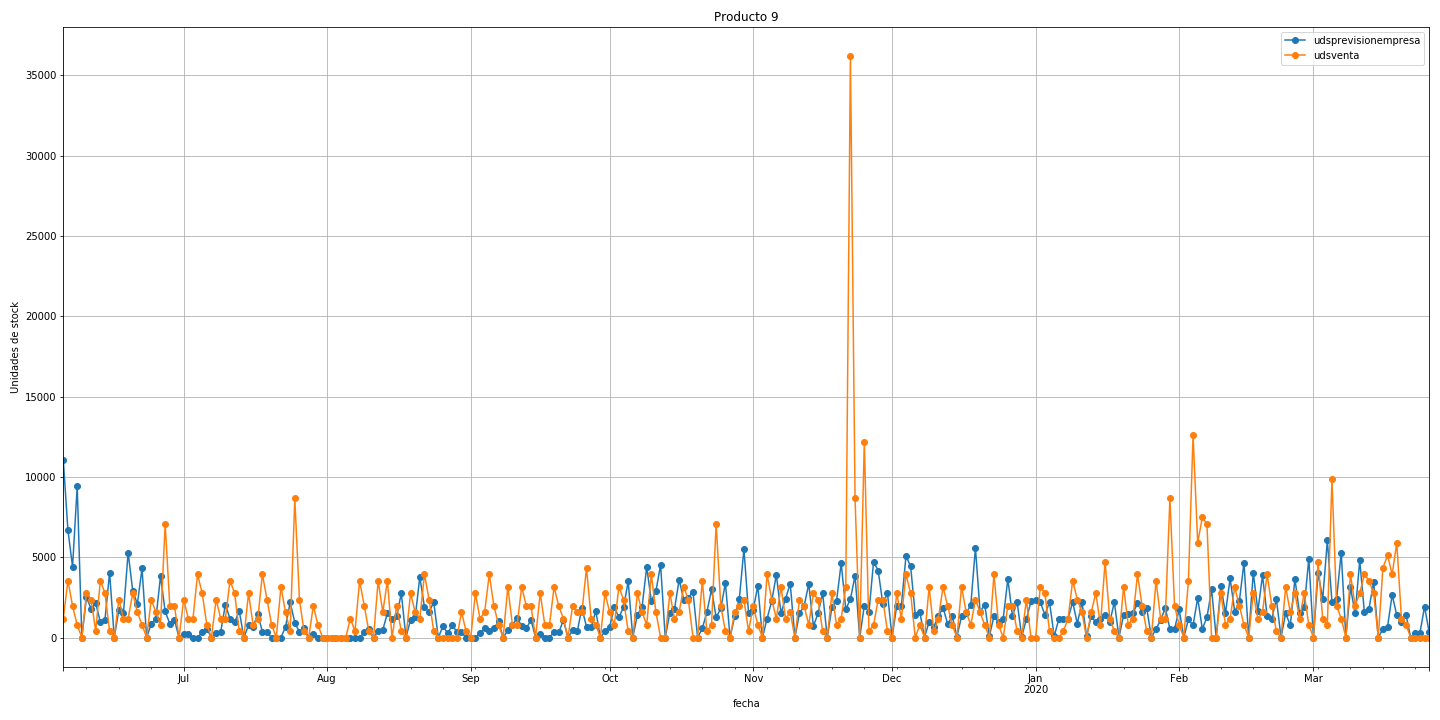 Producto 9
udsprevisionempresa
udsventa
Unidades de stock
35000
30000
25000
20000
15000
10000
5000
0
Jul Aug Sep Oct Nov Dec Jan Feb Mar
2020
fecha